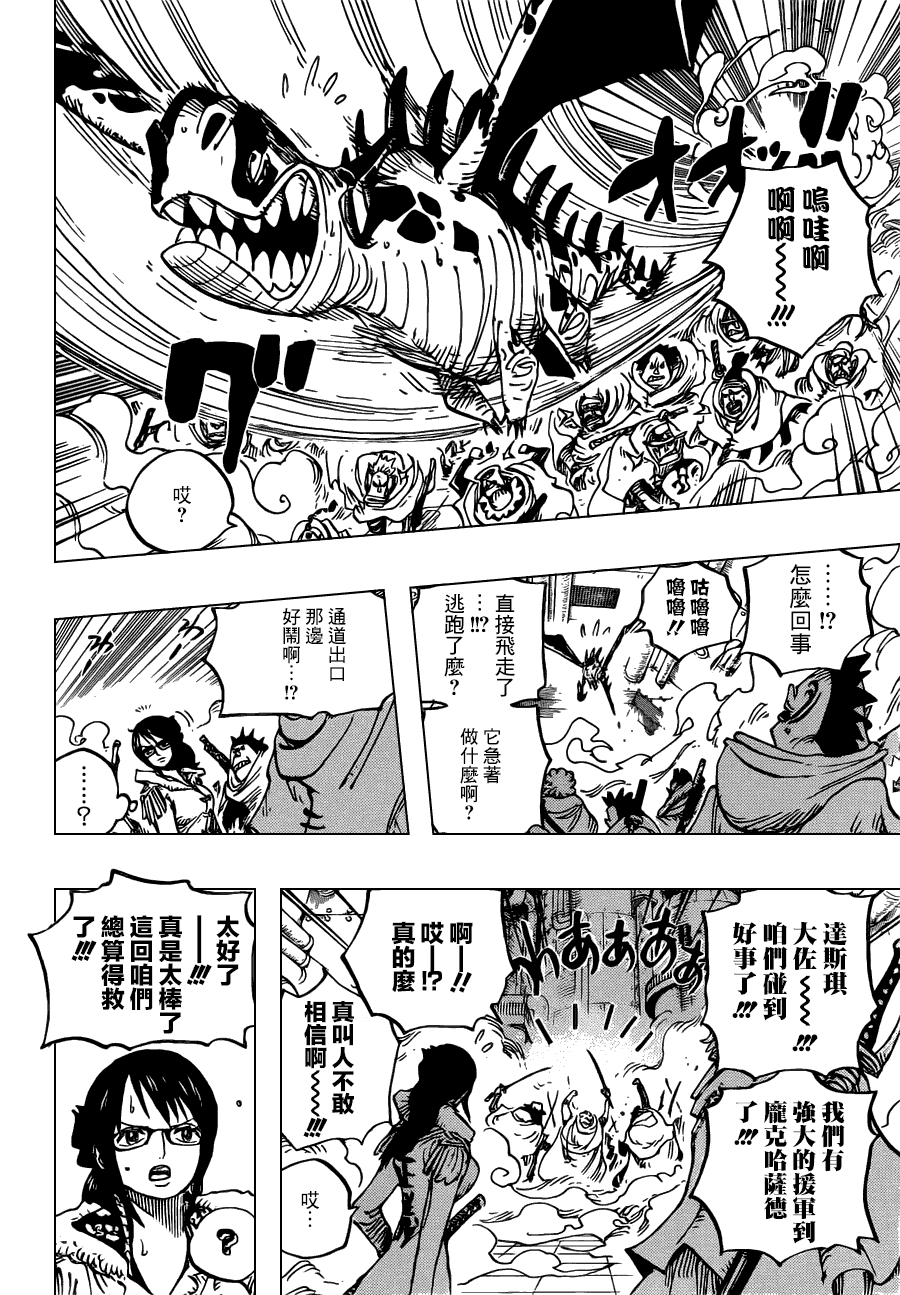 嗚哇啊
啊啊～～!!!
メメメ!!
グ゙
哎？
怎麼回事
…!?
咕嚕嚕
嚕嚕!!
直接飛走了
…!!?
逃跑了麼？
它急著
做什麼啊？
通道出口
那邊
好鬧啊…!?
……？
達斯琪
大佐～～!!!
咱們碰到
好事了!!!
我們有
強大的援軍到
龐克哈薩德
了!!!
わあああぁ
啊—!!
哎—!?
真的麼
真叫人不敢
相信啊～～!!!
哎…
太好了
——!!!
真是太棒了
這回咱們
總算得救
了!!!
？